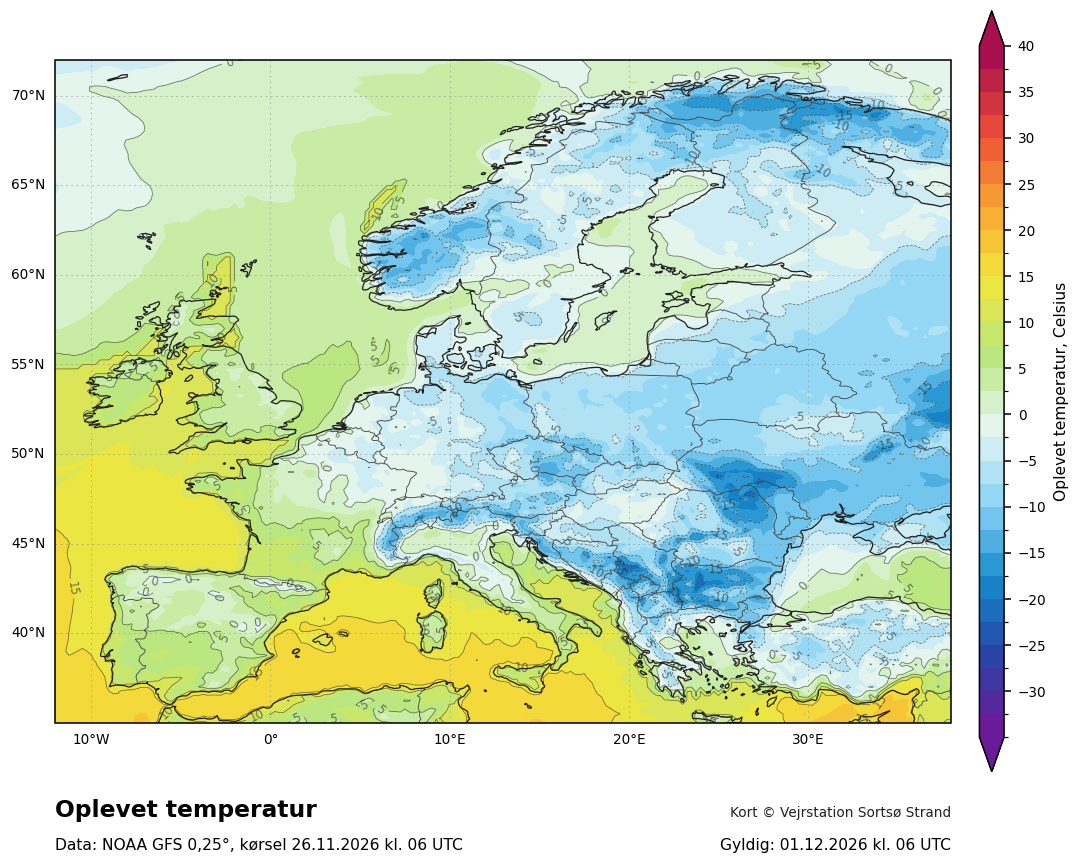 40
35
30
25
20
15
10
5
0
−5
−10
−15
−20
−25
−30
Oplevet temperatur, Celsius
70°N
65°N
60°N
55°N
50°N
45°N
40°N
10°W 0° 10°E 20°E 30°E
Oplevet temperatur
Kort © Vejrstation Sortsø Strand
Data: NOAA GFS 0,25°, kørsel 26.11.2026 kl. 06 UTC
Gyldig: 01.12.2026 kl. 06 UTC